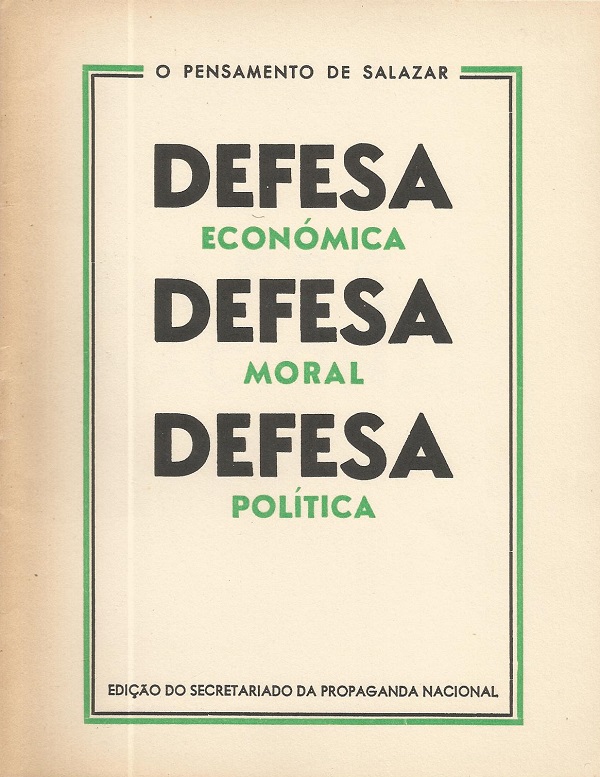 O PENSAMENTO DE SALAZAR
DEFESA
ECONÓMICA
DEFESA
MORAL
DEFESA
POLÍTICA
EDIÇÃO DO SECRETARIADO DA PROPAGANDA NACIONAL